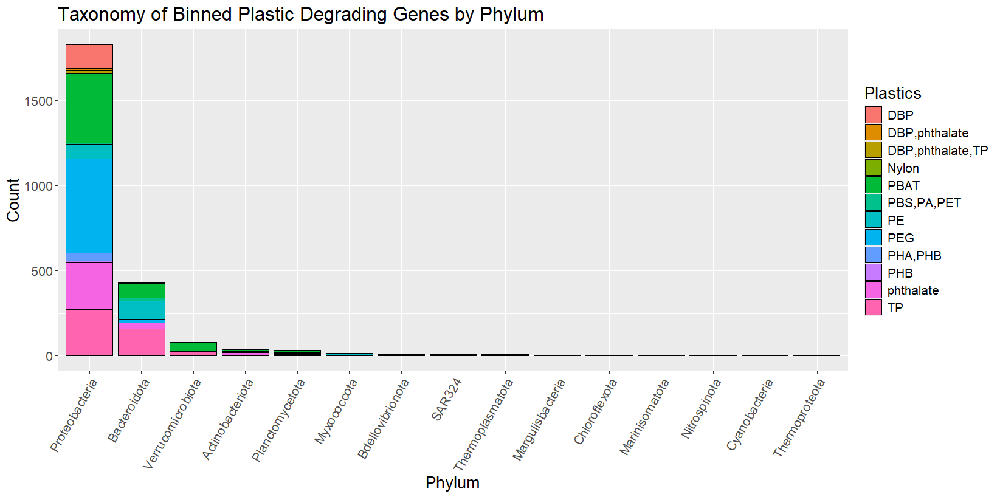 Taxonomy of Binned Plastic Degrading Genes by Phylum
Count
1500
1000
500
0
Proteobacteria
Bacteroidota
Verrucomicrobiota
Actinobacteriota
Planctomycetota
Myxococcota
Bdellovibrionota
SAR324
Thermoplasmatota
Margulisbacteria
Chloroflexota
Marinisomatota
Nitrospinota
Cyanobacteria
Thermoproteota
Phylum
Plastics
DBP
DBP,phthalate
DBP,phthalate,TP
Nylon
PBAT
PBS,PA,PET
PE
PEG
PHA,PHB
PHB
phthalate
TP